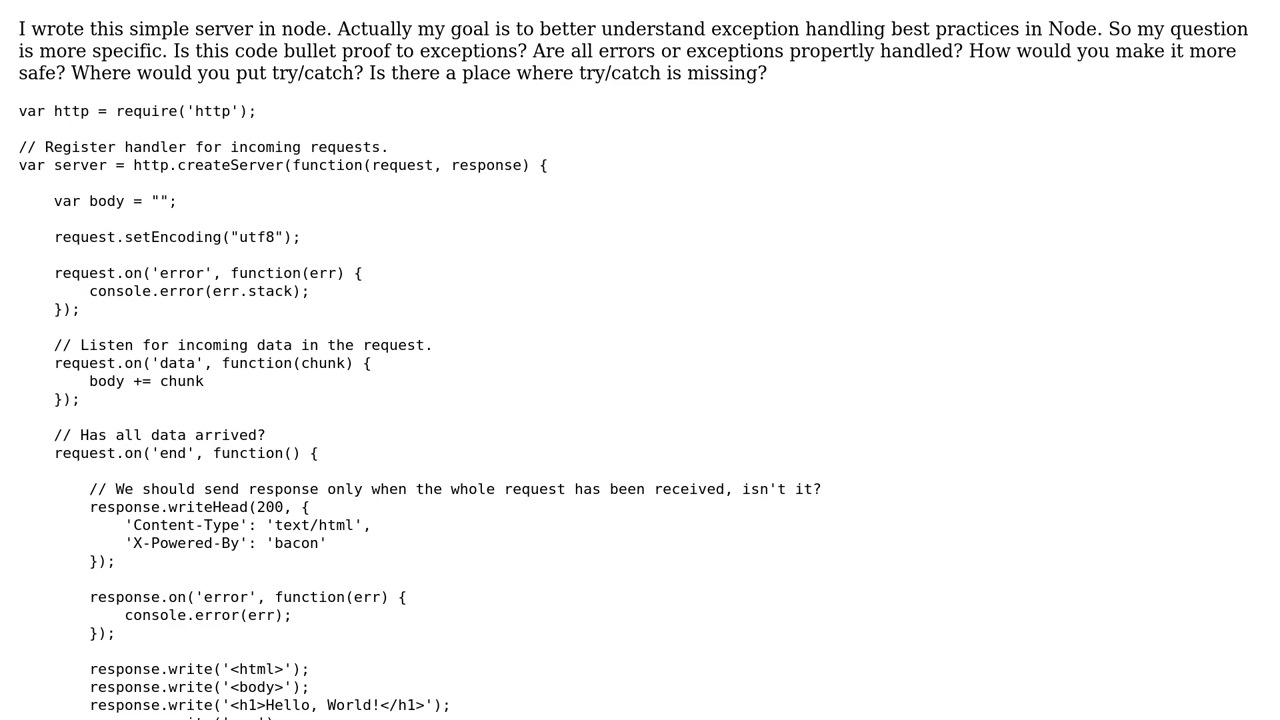 I wrote this simple server in node. Actually my goal is to better understand exception handling best practices in Node. So my question
is more specific. Is this code bullet proof to exceptions? Are all errors or exceptions propertly handled? How would you make it more
safe? Where would you put try/catch? Is there a place where try/catch is missing?
var http = require('http');
// Register handler for incoming requests.
var server = http.createServer(function(request, response) {
    var body = "";
    request.setEncoding("utf8");
    request.on('error', function(err) {
        console.error(err.stack);
    });
    // Listen for incoming data in the request.
    request.on('data', function(chunk) {
        body += chunk
    });
    // Has all data arrived?
    request.on('end', function() {
        // We should send response only when the whole request has been received, isn't it?
        response.writeHead(200, {
            'Content-Type': 'text/html',
            'X-Powered-By': 'bacon'
        });
        response.on('error', function(err) {
            console.error(err);
        });
        response.write('<html>');
        response.write('<body>');
        response.write('<h1>Hello, World!</h1>');